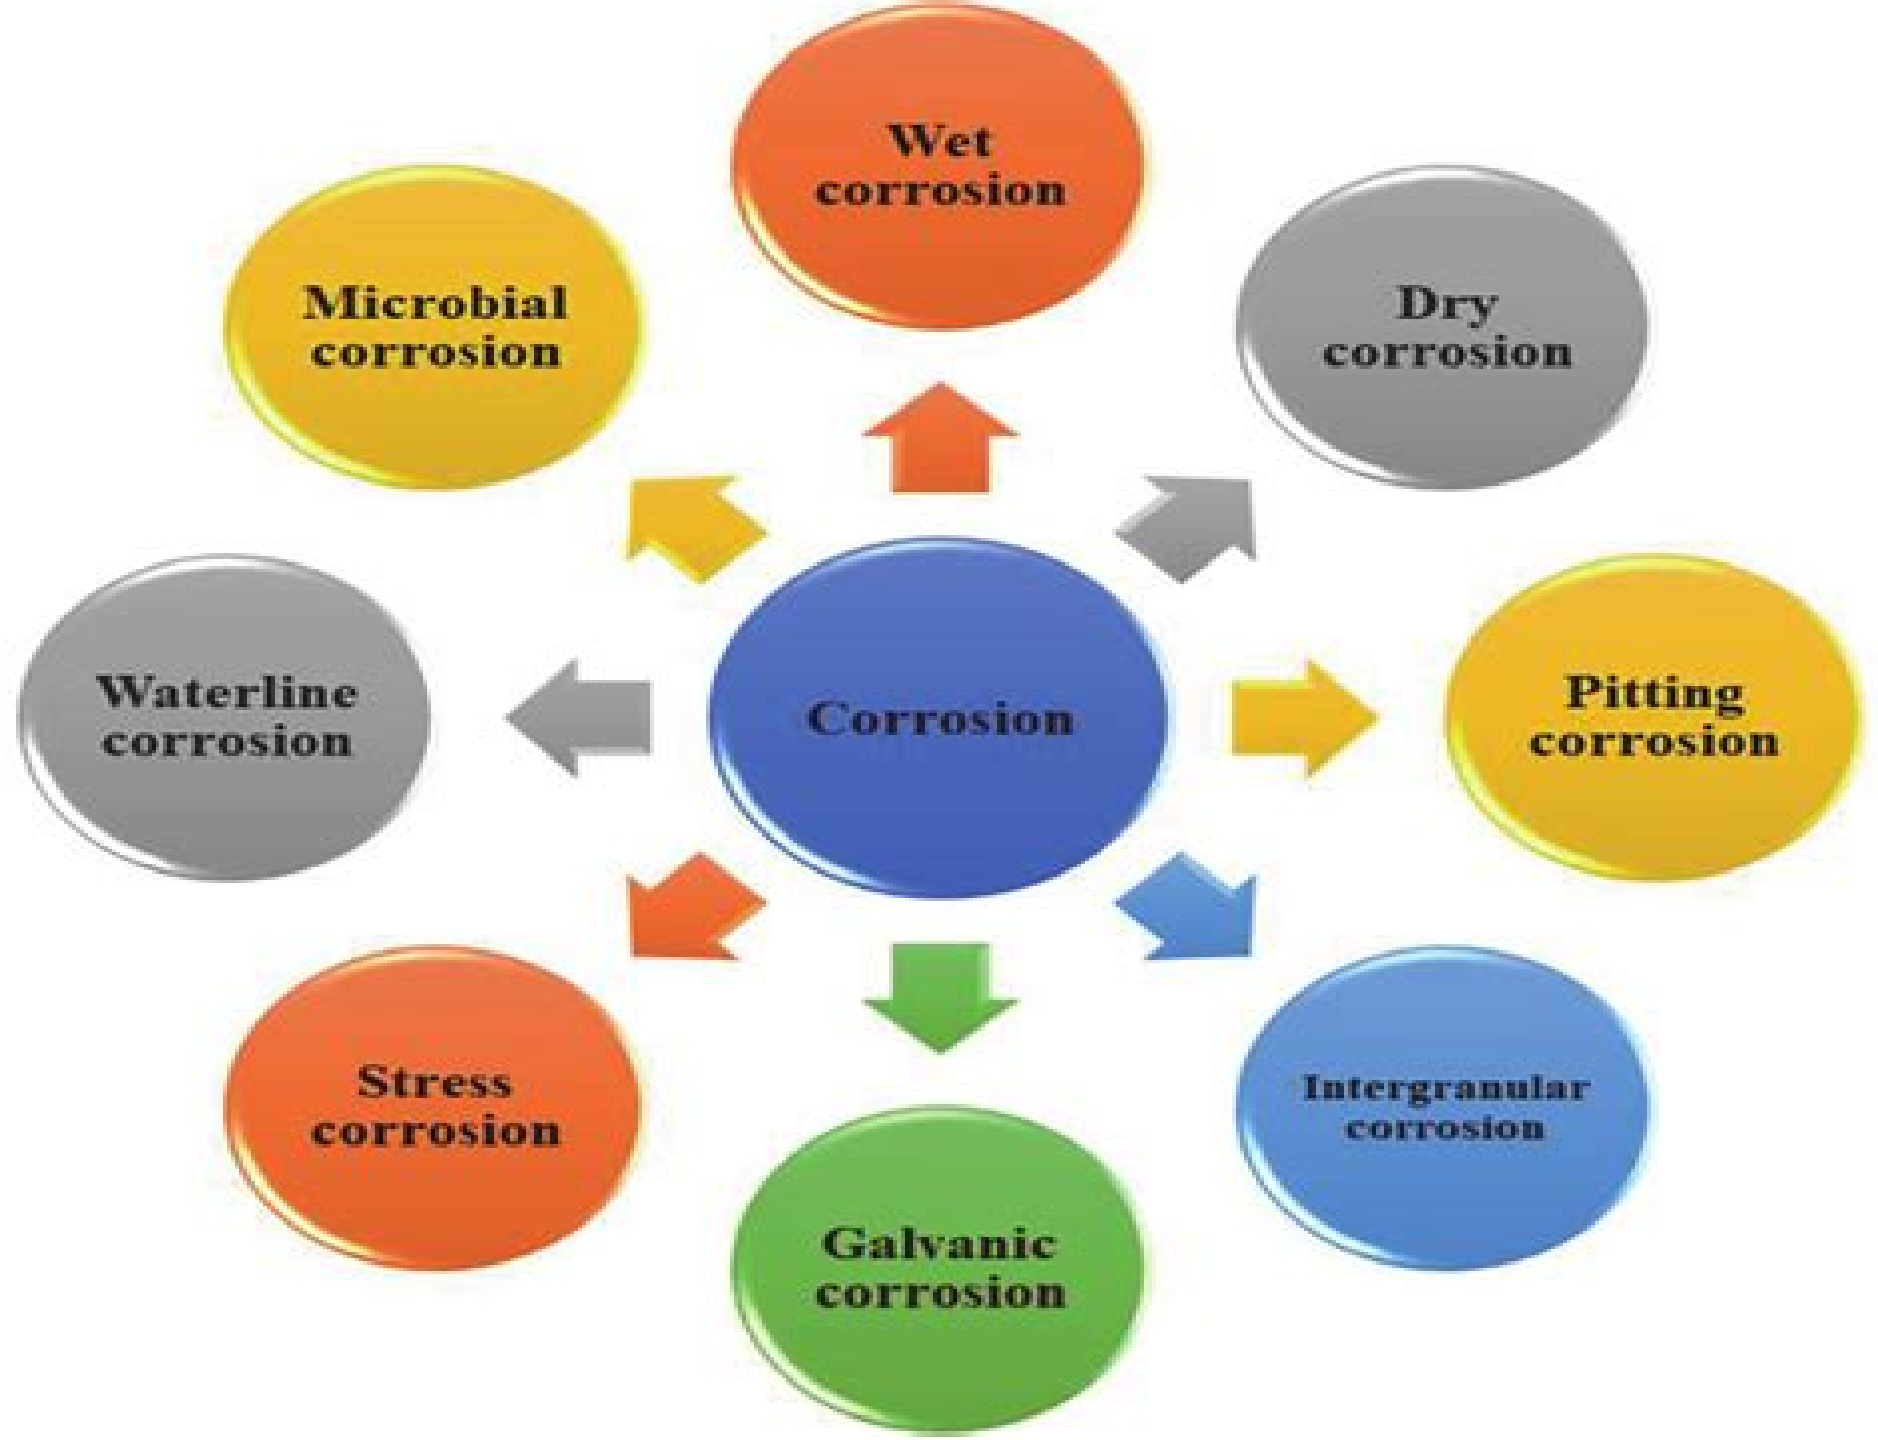 Wet
corrosion
Dry
corrosion
Pitting
corrosion
Intergranular
corrosion
Galvanic
corrosion
Stress
corrosion
Waterline
corrosion
Microbial
corrosion
Corrosion